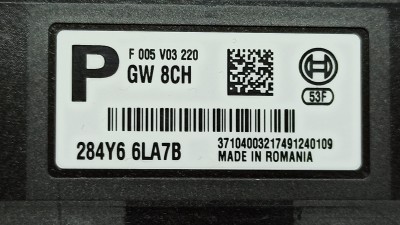 P
F 005 V03 220
GW 8CH
53F
284Y6 6LA7B
37104003217491240109
MADE IN ROMANIA